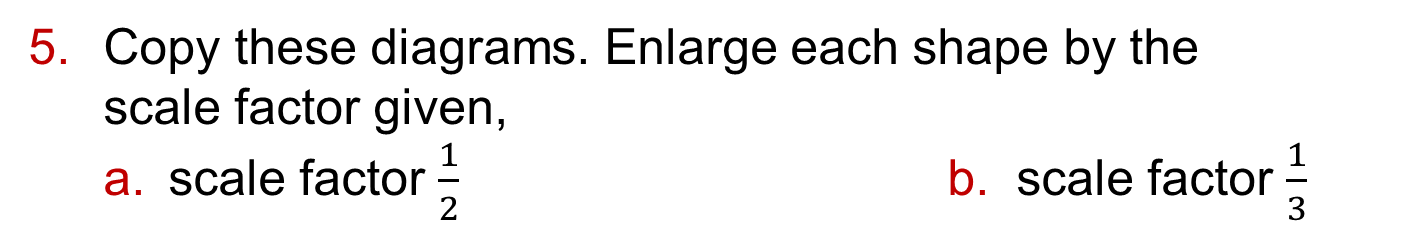 5. Copy these diagrams. Enlarge each shape by the
scale factor given,
a. scale factor 1/2 b. scale factor 1/3